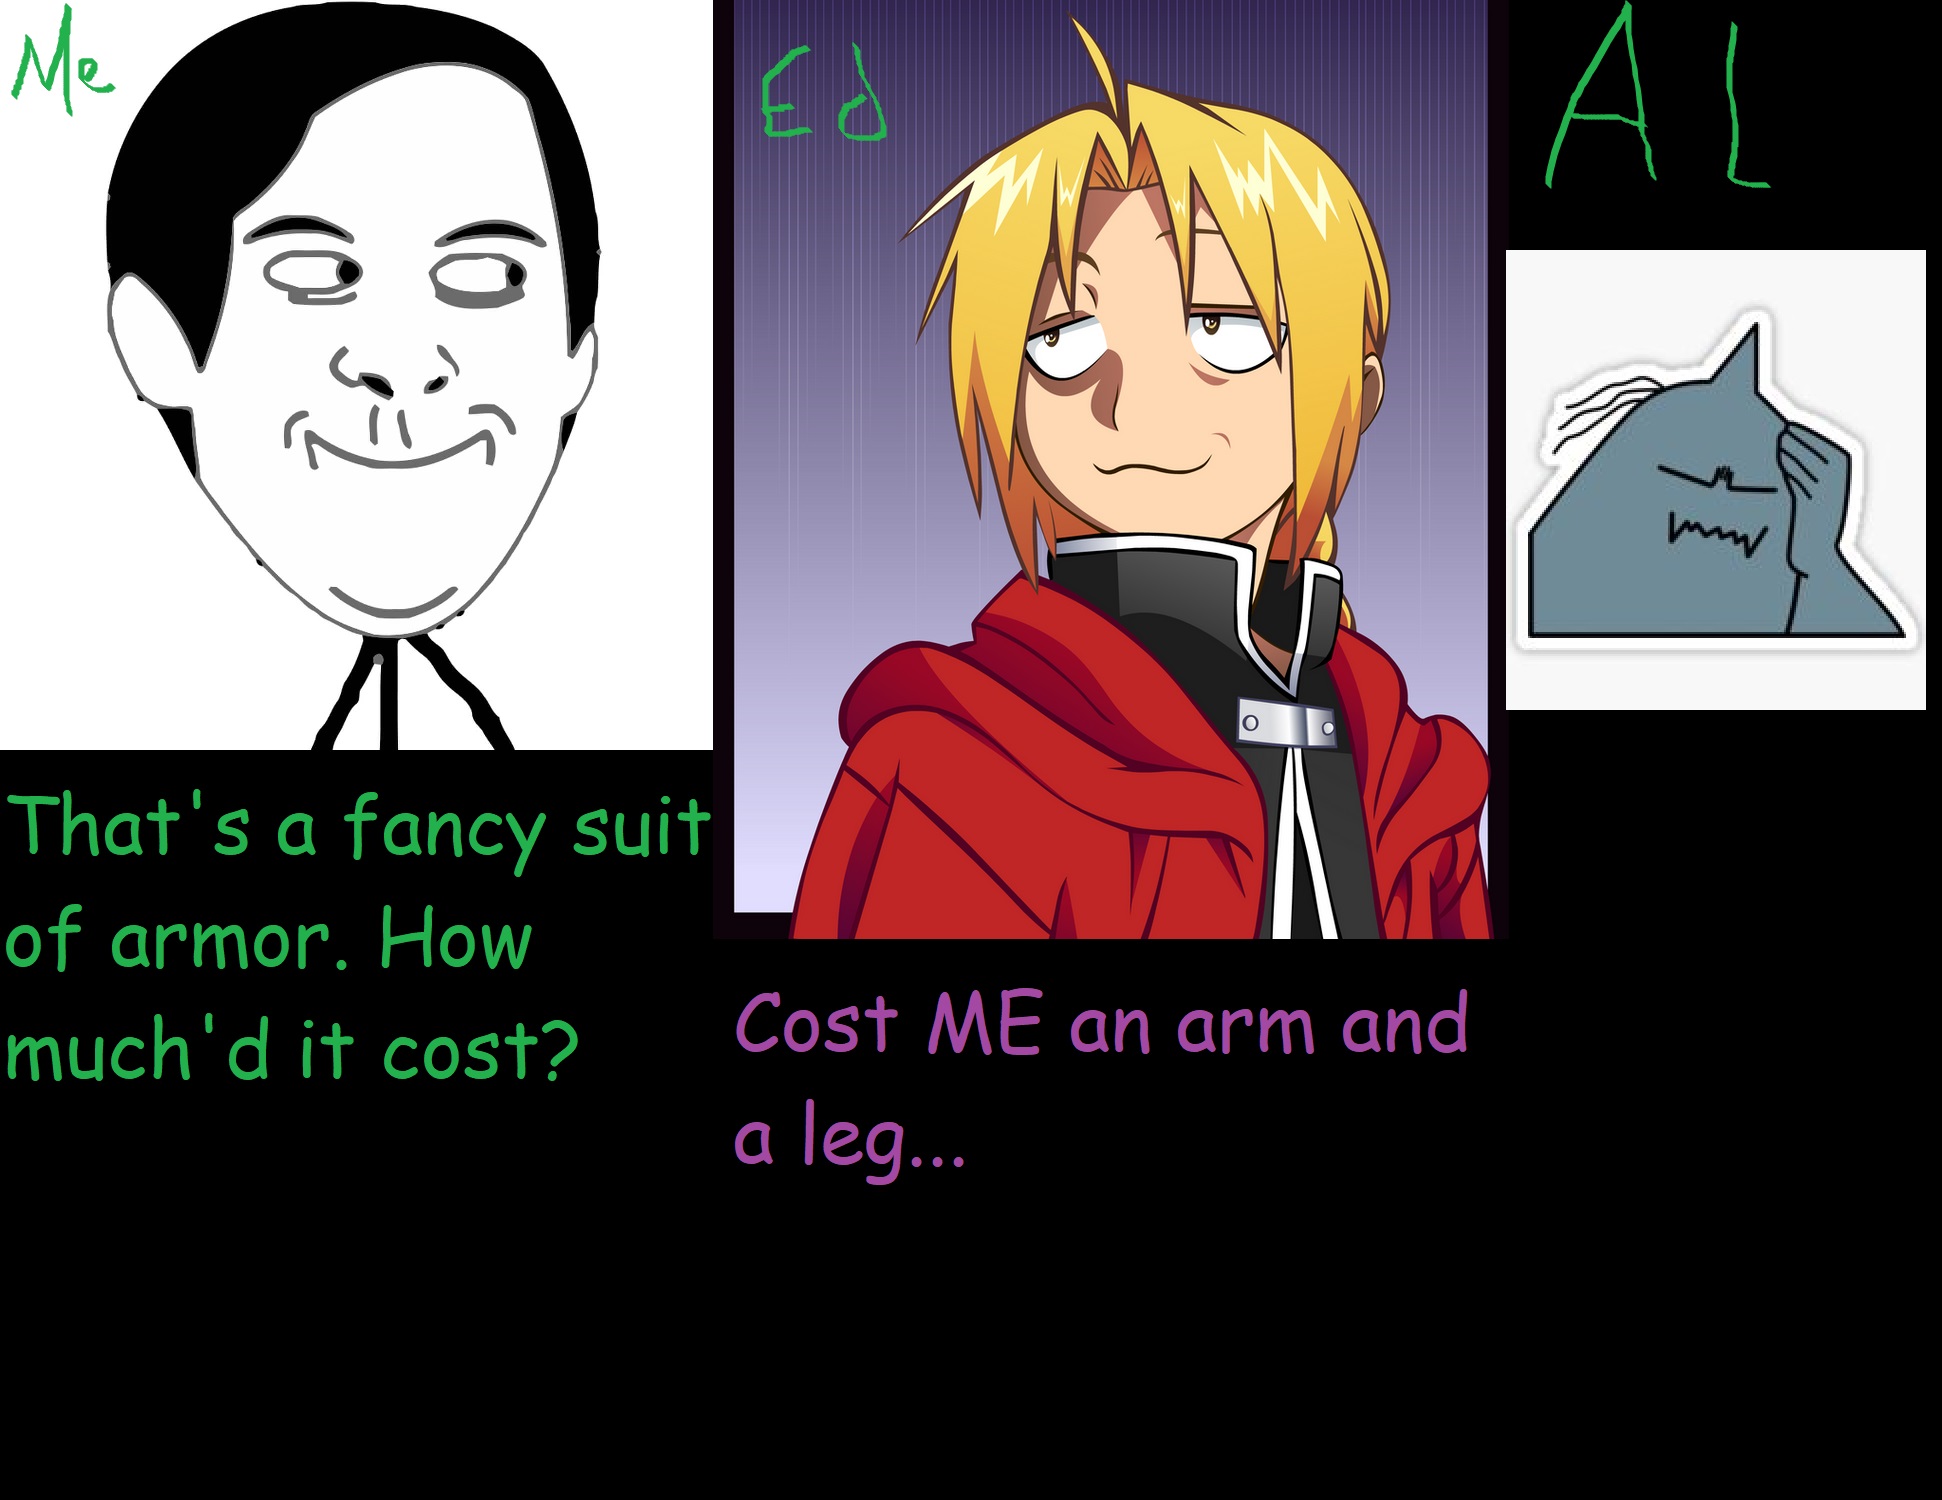 Me
Ed
Al
That's a fancy suit
of armor. How
much'd it cost?
Cost ME an arm and
a leg...